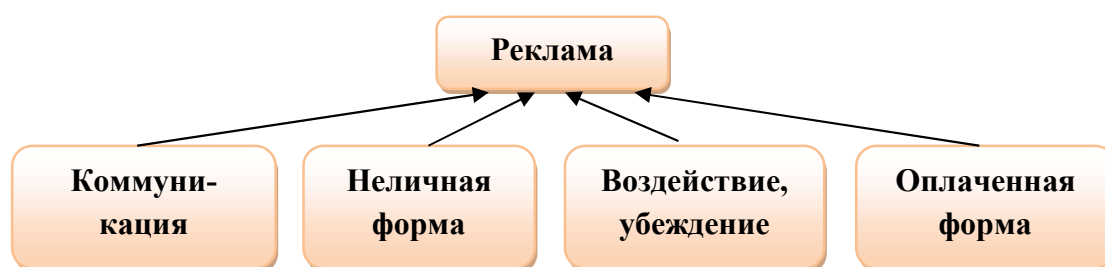 Реклама
Коммуни-
кация
Неличная
форма
Воздействие,
убеждение
Оплаченная
форма